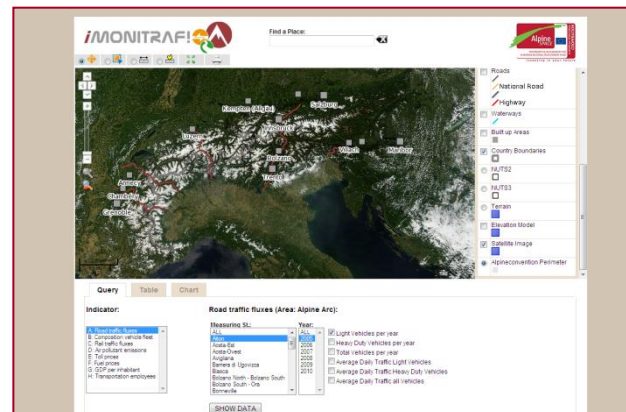 iMONITRAF!
Find a Place:
Alpine
Kempten (Allgäu)
Salzburg
Innsbruck
Luzern
Bolzano
Villach
Maribor
Trento
Annecy
Chambéry
Grenoble
Roads
National Road
Highway
Waterways
Built up Areas
Country Boundaries
NUTS2
NUTS3
Terrain
Elevation Model
Satellite Image
Alpineconvention Perimeter
Query Table Chart
Indicator:
A: Road traffic fluxes
B: Composition vehicle fleet
C: Rail traffic fluxes
D: Air pollutant emissions
E: Toll prices
F: Fuel prices
G: GDP per inhabitant
H: Transportation employees
Road traffic fluxes (Area: Alpine Arc):
Measuring St.:
ALL
Aiton
Aosta-Est
Aosta-Ovest
Avigliana
Barriera di Ugovizza
Biasca
Bolzano North - Bolzano South
Bolzano South - Ora
Bonneville
Year:
ALL
2005
2006
2007
2008
2009
2010
Light Vehicles per year
Heavy Duty Vehicles per year
Total Vehicles per year
Average Daily Traffic Light Vehicles
Average Daily Traffic Heavy Duty Vehicles
Average Daily Traffic all Vehicles
SHOW DATA